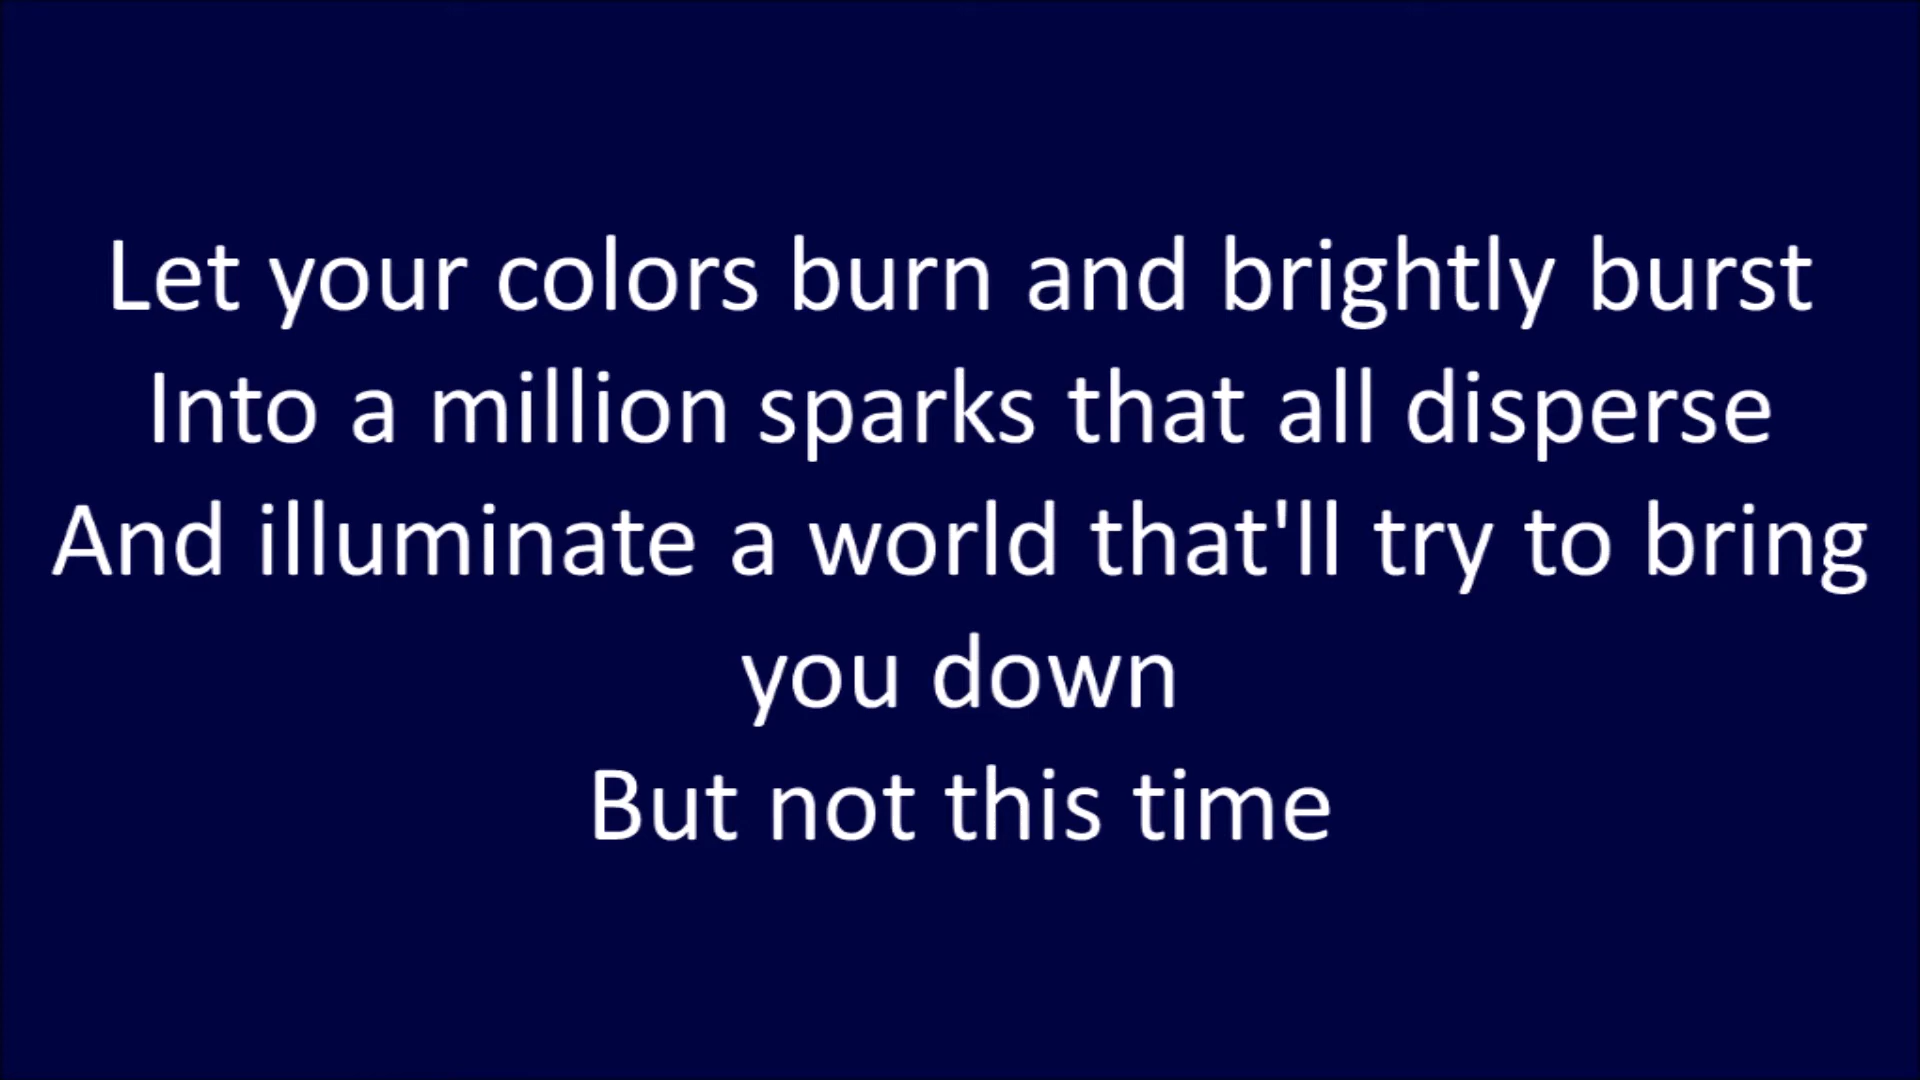 Let your colors burn and brightly burst
Into a million sparks that all disperse
And illuminate a world that'll try to bring
you down
But not this time